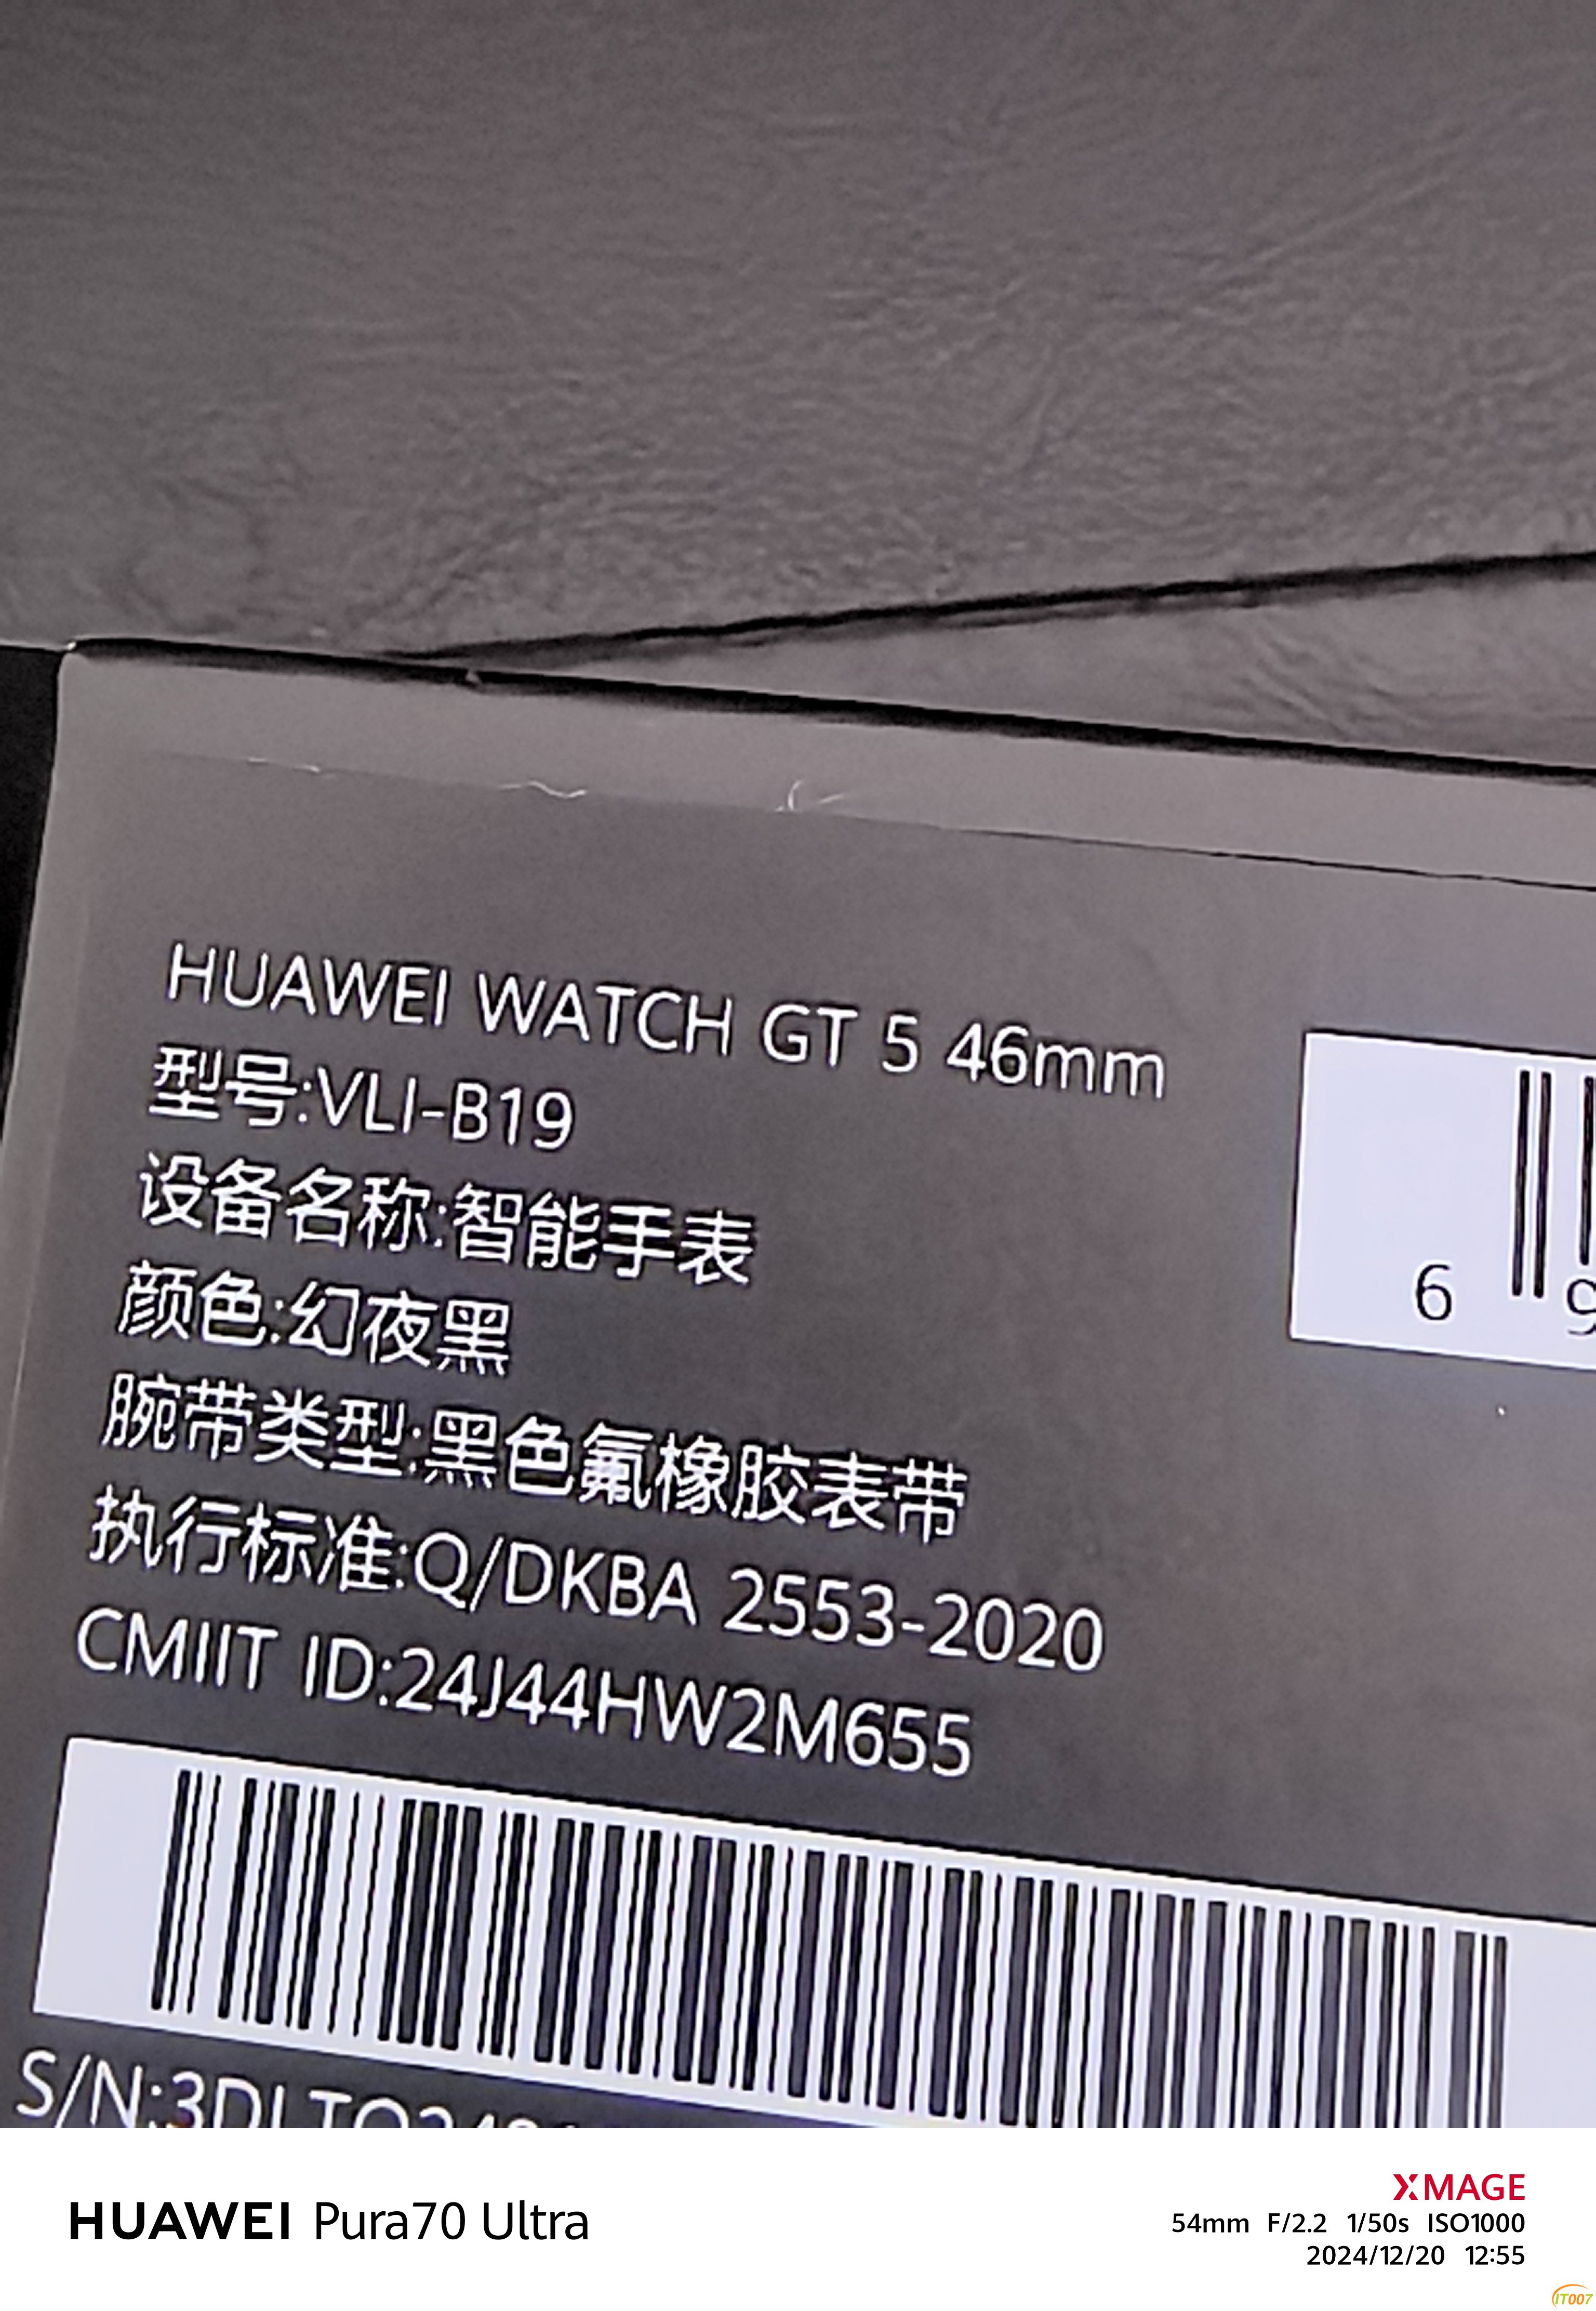 HUAWEI WATCH GT 5 46mm
型号:VLI-B19
设备名称:智能手表
颜色:幻夜黑
腕带类型:黑色氟橡胶表带
执行标准:Q/DKBA 2553-2020
CMIIT ID:24J44HW2M655
6 9
S/N:
HUAWEI Pura70 Ultra
XMAGE
54mm F/2.2 1/50s ISO1000
2024/12/20 12:55
IT007